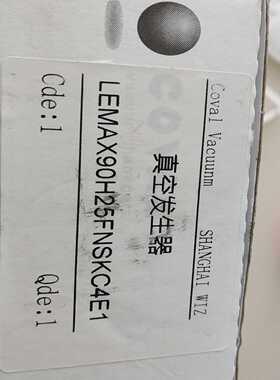 Coval Vacuunm SHANGHAI WIZ
真空发生器
LEMAX90H25FNSKC4E1
Cde:1 Qde:1